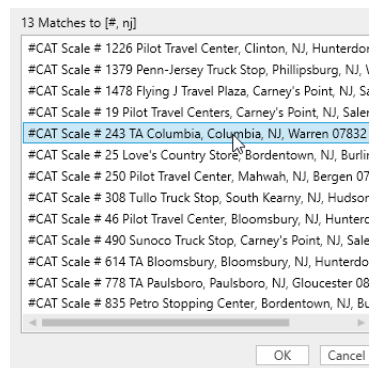 13 Matches to [#, nj]
#CAT Scale # 1226 Pilot Travel Center, Clinton, NJ, Hunterdor
#CAT Scale # 1379 Penn-Jersey Truck Stop, Phillipsburg, NJ,
#CAT Scale # 1478 Flying J Travel Plaza, Carney's Point, NJ, Sa
#CAT Scale # 19 Pilot Travel Centers, Carney's Point, NJ, Saler
#CAT Scale # 243 TA Columbia, Columbia, NJ, Warren 07832
#CAT Scale # 25 Love's Country Store, Bordentown, NJ, Burlin
#CAT Scale # 250 Pilot Travel Center, Mahwah, NJ, Bergen 07
#CAT Scale # 308 Tullo Truck Stop, South Kearny, NJ, Hudson
#CAT Scale # 46 Pilot Travel Center, Bloomsbury, NJ, Hunterd
#CAT Scale # 490 Sunoco Truck Stop, Carney's Point, NJ, Sale
#CAT Scale # 614 TA Bloomsbury, Bloomsbury, NJ, Hunterdo
#CAT Scale # 778 TA Paulsboro, Paulsboro, NJ, Gloucester 08
#CAT Scale # 835 Petro Stopping Center, Bordentown, NJ, Bu
OK Cancel